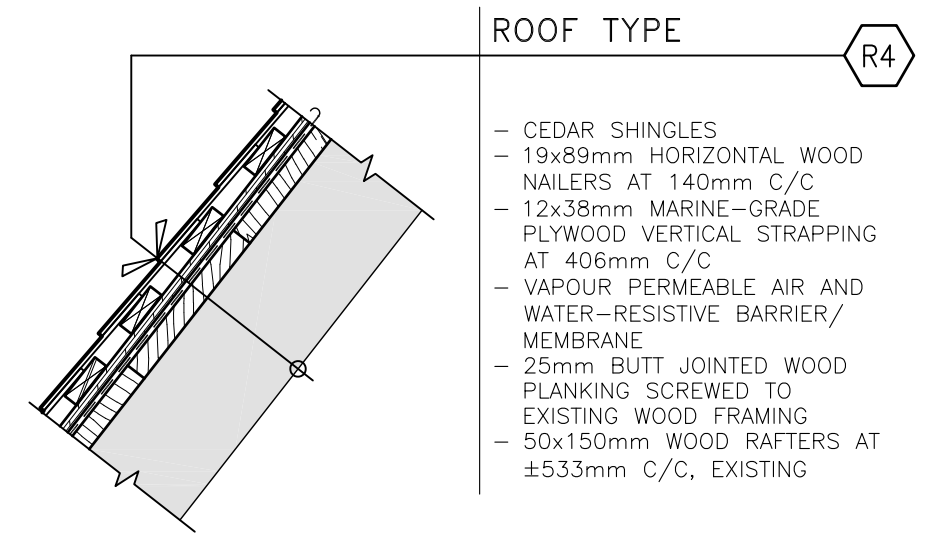 ROOF TYPE
R4
– CEDAR SHINGLES
– 19x89mm HORIZONTAL WOOD
NAILERS AT 140mm C/C
– 12x38mm MARINE–GRADE
PLYWOOD VERTICAL STRAPPING
AT 406mm C/C
– VAPOUR PERMEABLE AIR AND
WATER–RESISTIVE BARRIER/
MEMBRANE
– 25mm BUTT JOINTED WOOD
PLANKING SCREWED TO
EXISTING WOOD FRAMING
– 50x150mm WOOD RAFTERS AT
±533mm C/C, EXISTING